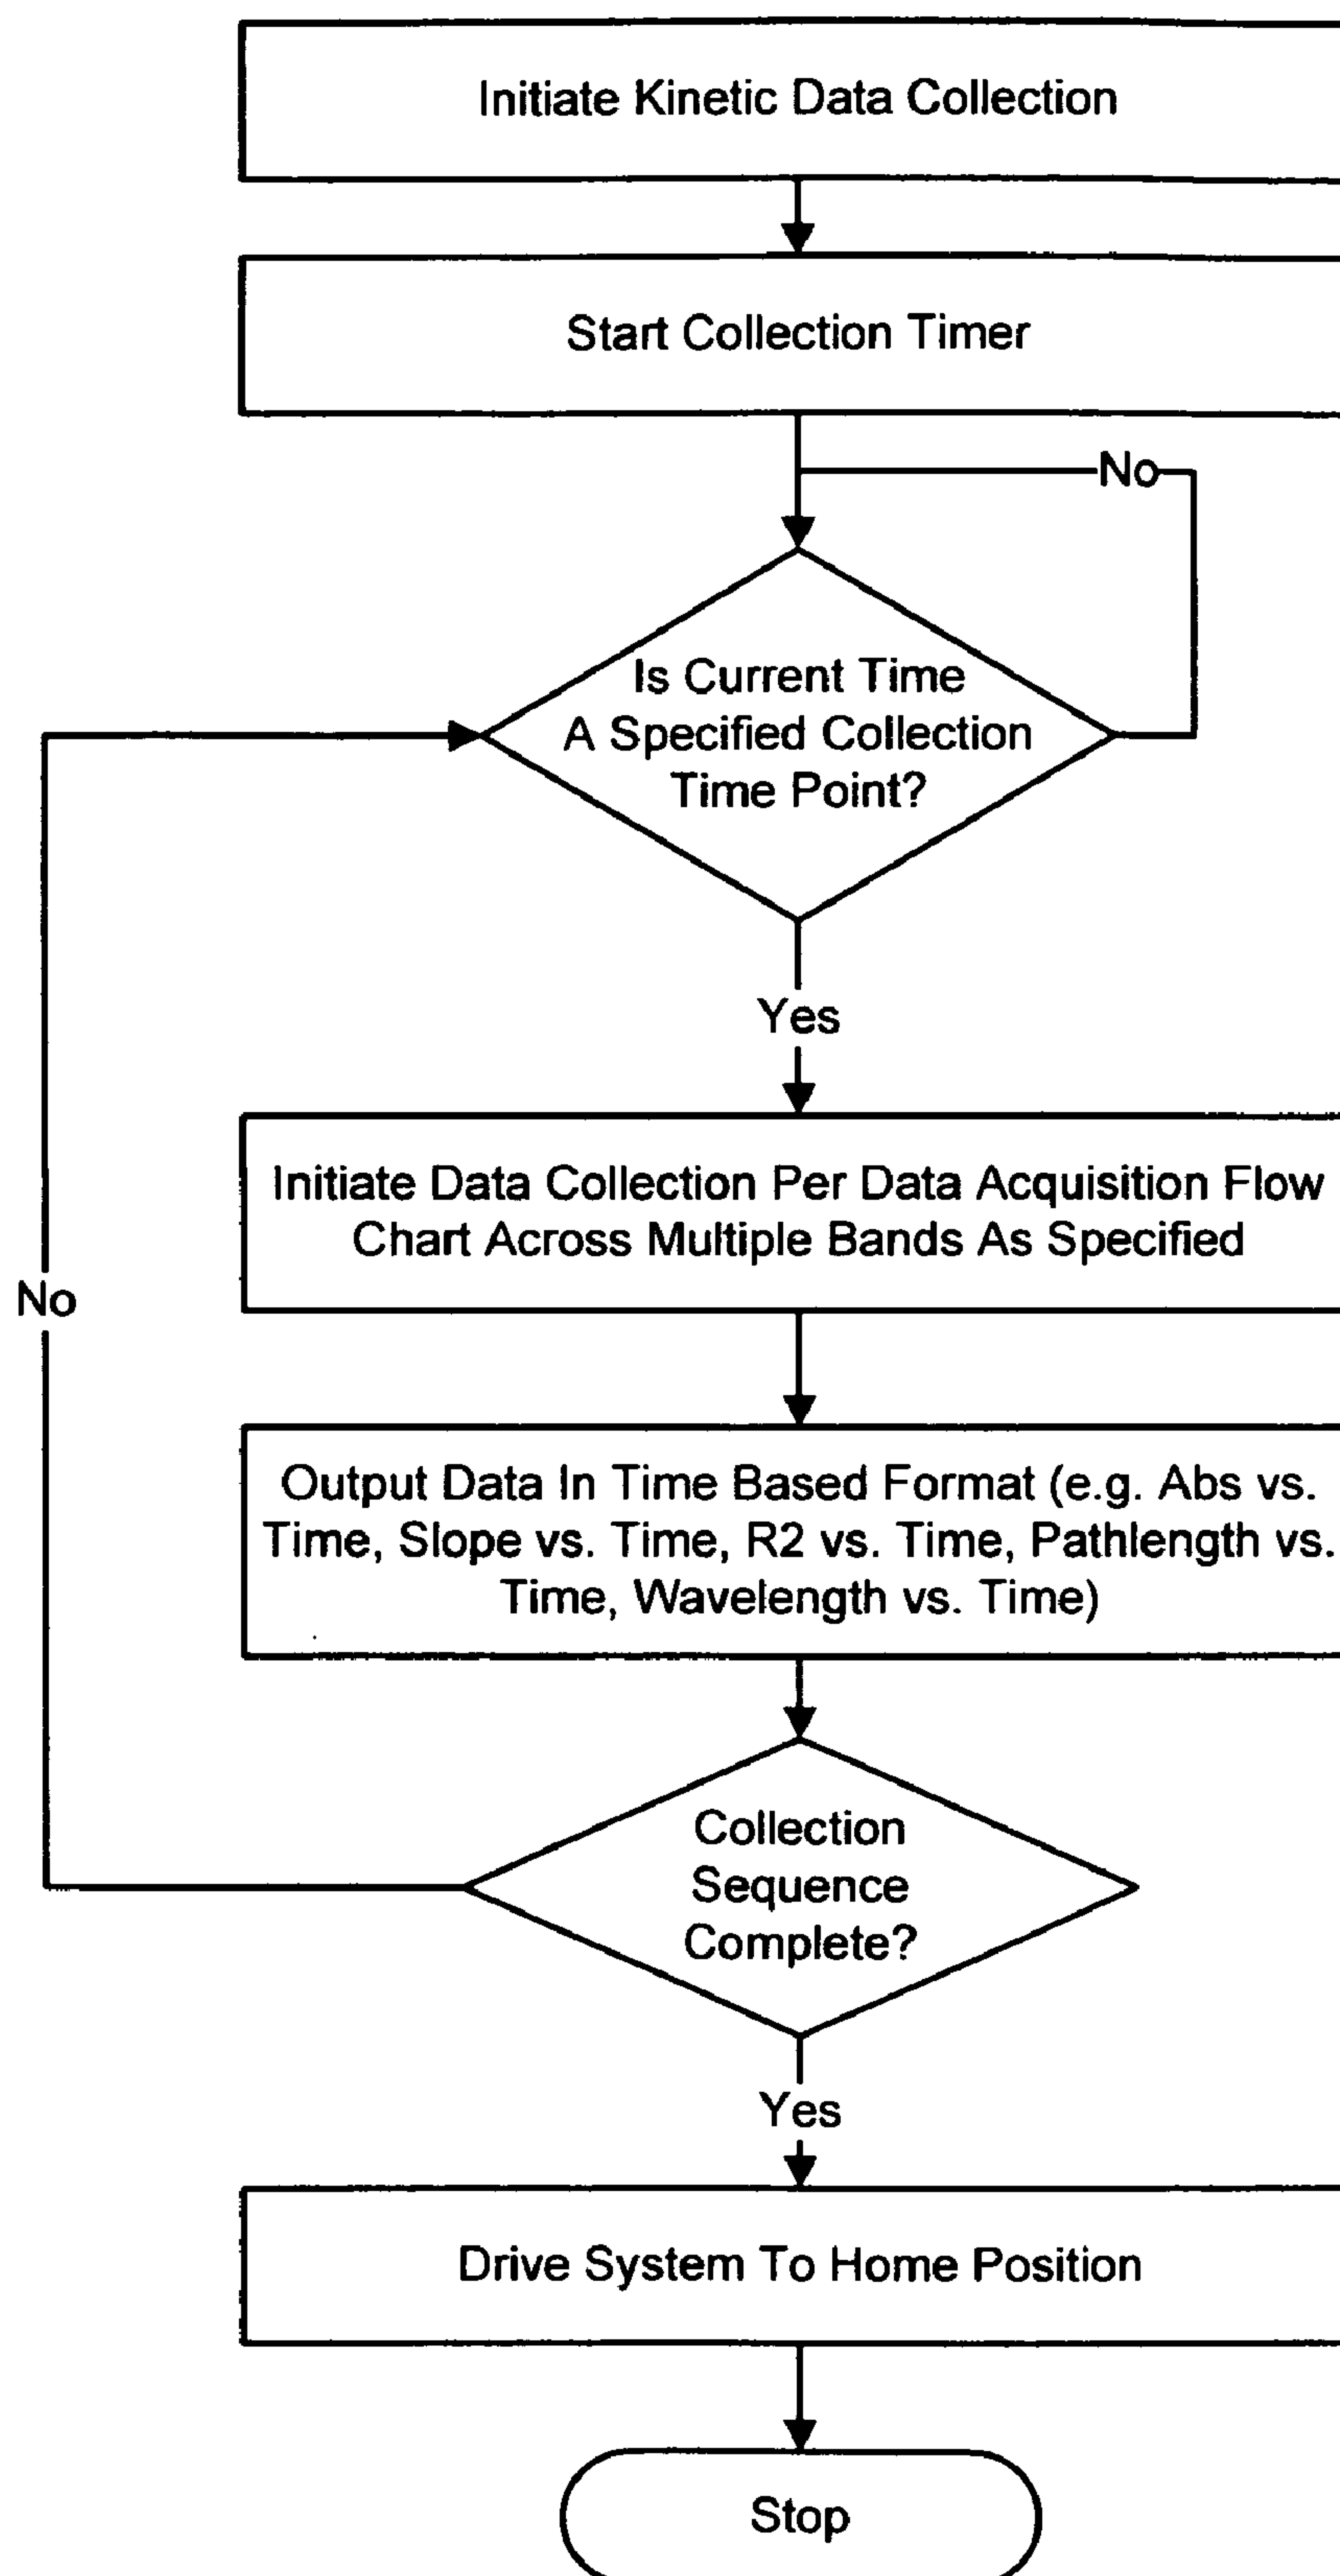 Initiate Kinetic Data Collection
Start Collection Timer
No
Is Current Time
A Specified Collection
Time Point?
Yes
Initiate Data Collection Per Data Acquisition Flow
Chart Across Multiple Bands As Specified
No
Output Data In Time Based Format (e.g. Abs vs.
Time, Slope vs. Time, R2 vs. Time, Pathlength vs.
Time, Wavelength vs. Time)
Collection
Sequence
Complete?
Yes
Drive System To Home Position
Stop